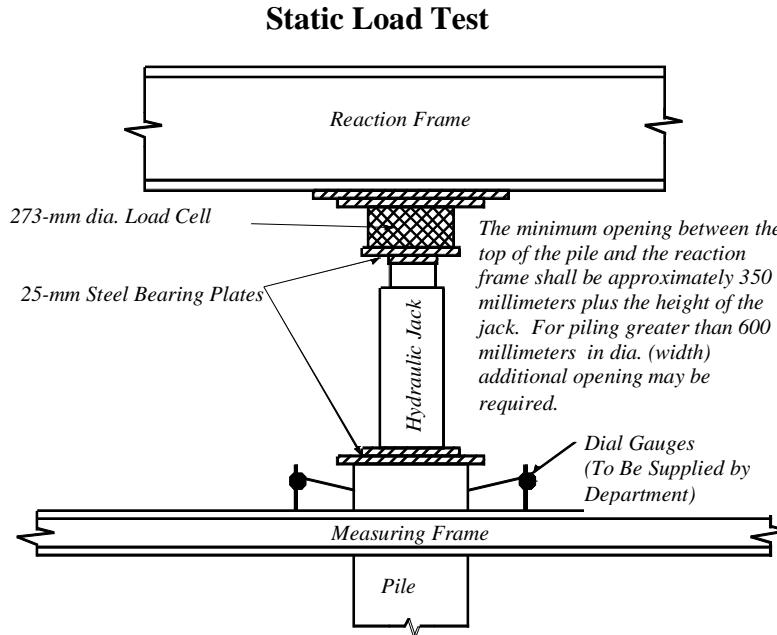 Static Load Test
Reaction Frame
273-mm dia. Load Cell
The minimum opening between the
top of the pile and the reaction
frame shall be approximately 350
millimeters plus the height of the
jack. For piling greater than 600
millimeters in dia. (width)
additional opening may be
required.
25-mm Steel Bearing Plates
Hydraulic Jack
Dial Gauges
(To Be Supplied by
Department)
Measuring Frame
Pile